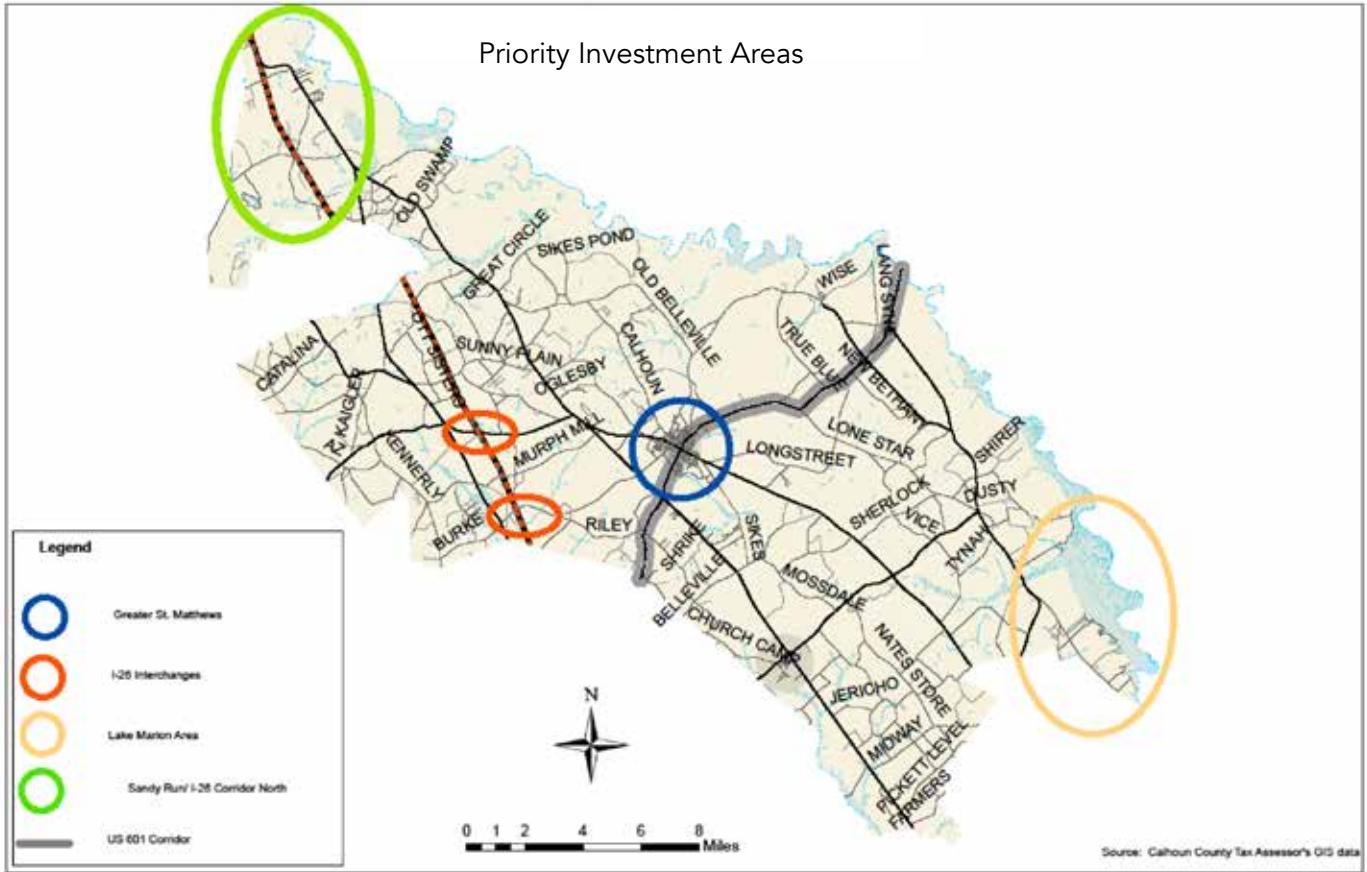 Priority Investment Areas
OLD SWAMP
GREAT CIRCLE
SIKES POND
OLD BELLEVILLE
WISE
LANG SYNE
CATALINA
SUNNY PLAIN
CALHOUN
TRUE BLUE
NEW BETHANY
OGLESBY
KAIGLER
KENNERLY
MURPH MILL
LONE STAR
LONGSTREET
SHIRER
SHERLOCK
DUSTY
VICE
BURKE
RILEY
SHRIKE
SIKES
TYNAH
BELLEVILLE
MOSSDALE
CHURCH CAMP
NATES STORE
JERICHO
MIDWAY
PICKETT LEVEL
FARMERS
Legend
Greater St. Matthews
I-26 Interchanges
Lake Marion Area
Sandy Run/ I-26 Corridor North
US 601 Corridor
N
0 1 2 4 6 8
Miles
Source: Calhoun County Tax Assessor's GIS data